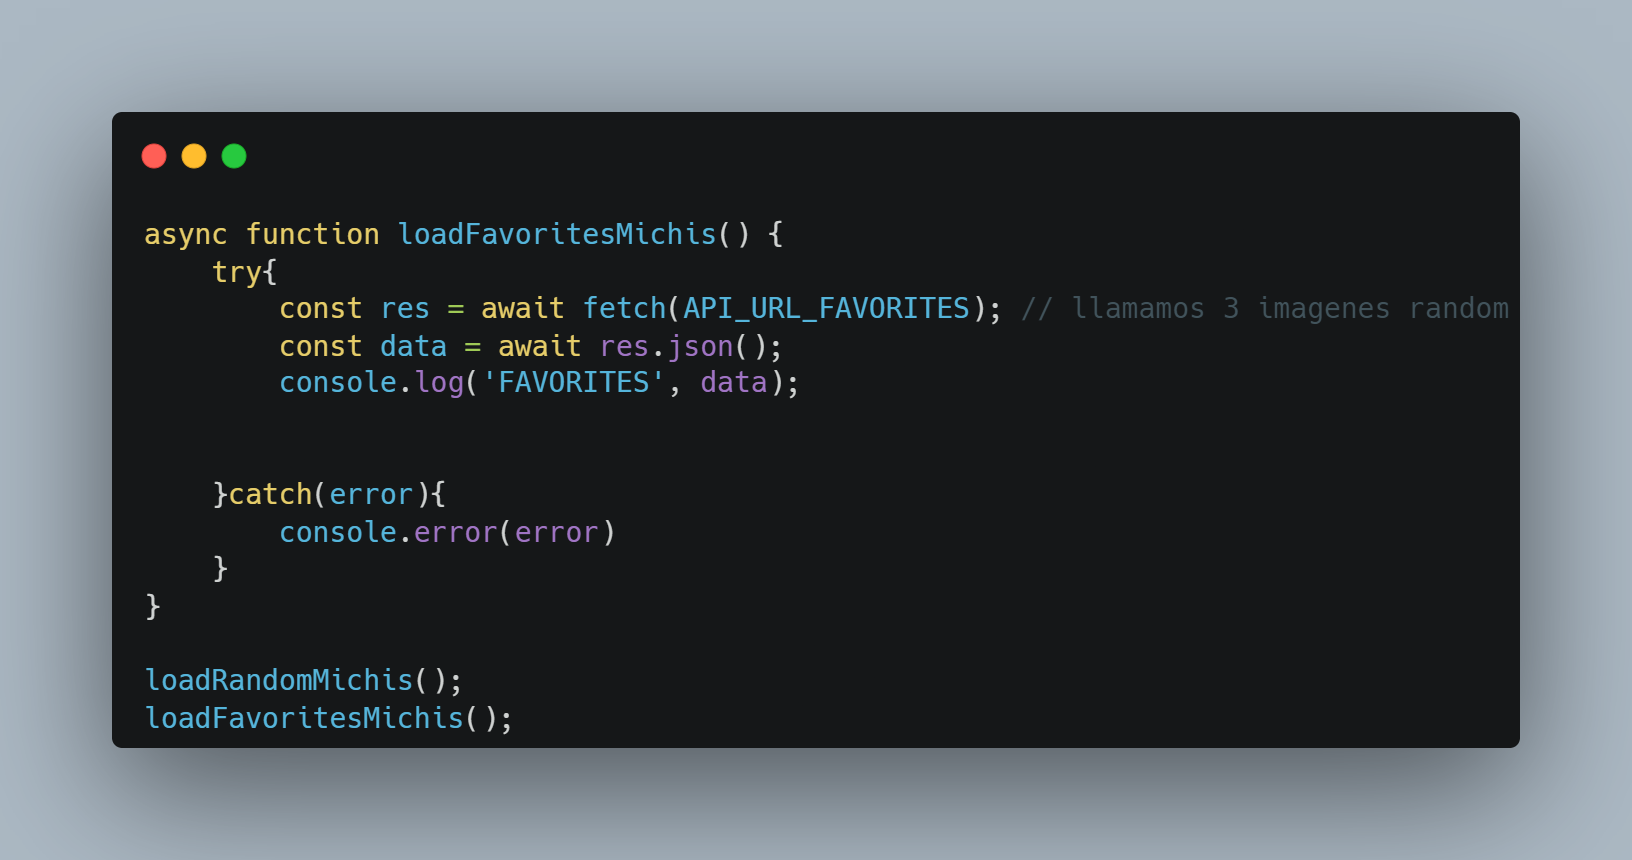 async function loadFavoritesMichis() {
    try{
        const res = await fetch(API_URL_FAVORITES); // llamamos 3 imagenes random
        const data = await res.json();
        console.log('FAVORITES', data);
    }catch(error){
        console.error(error)
    }
}
loadRandomMichis();
loadFavoritesMichis();